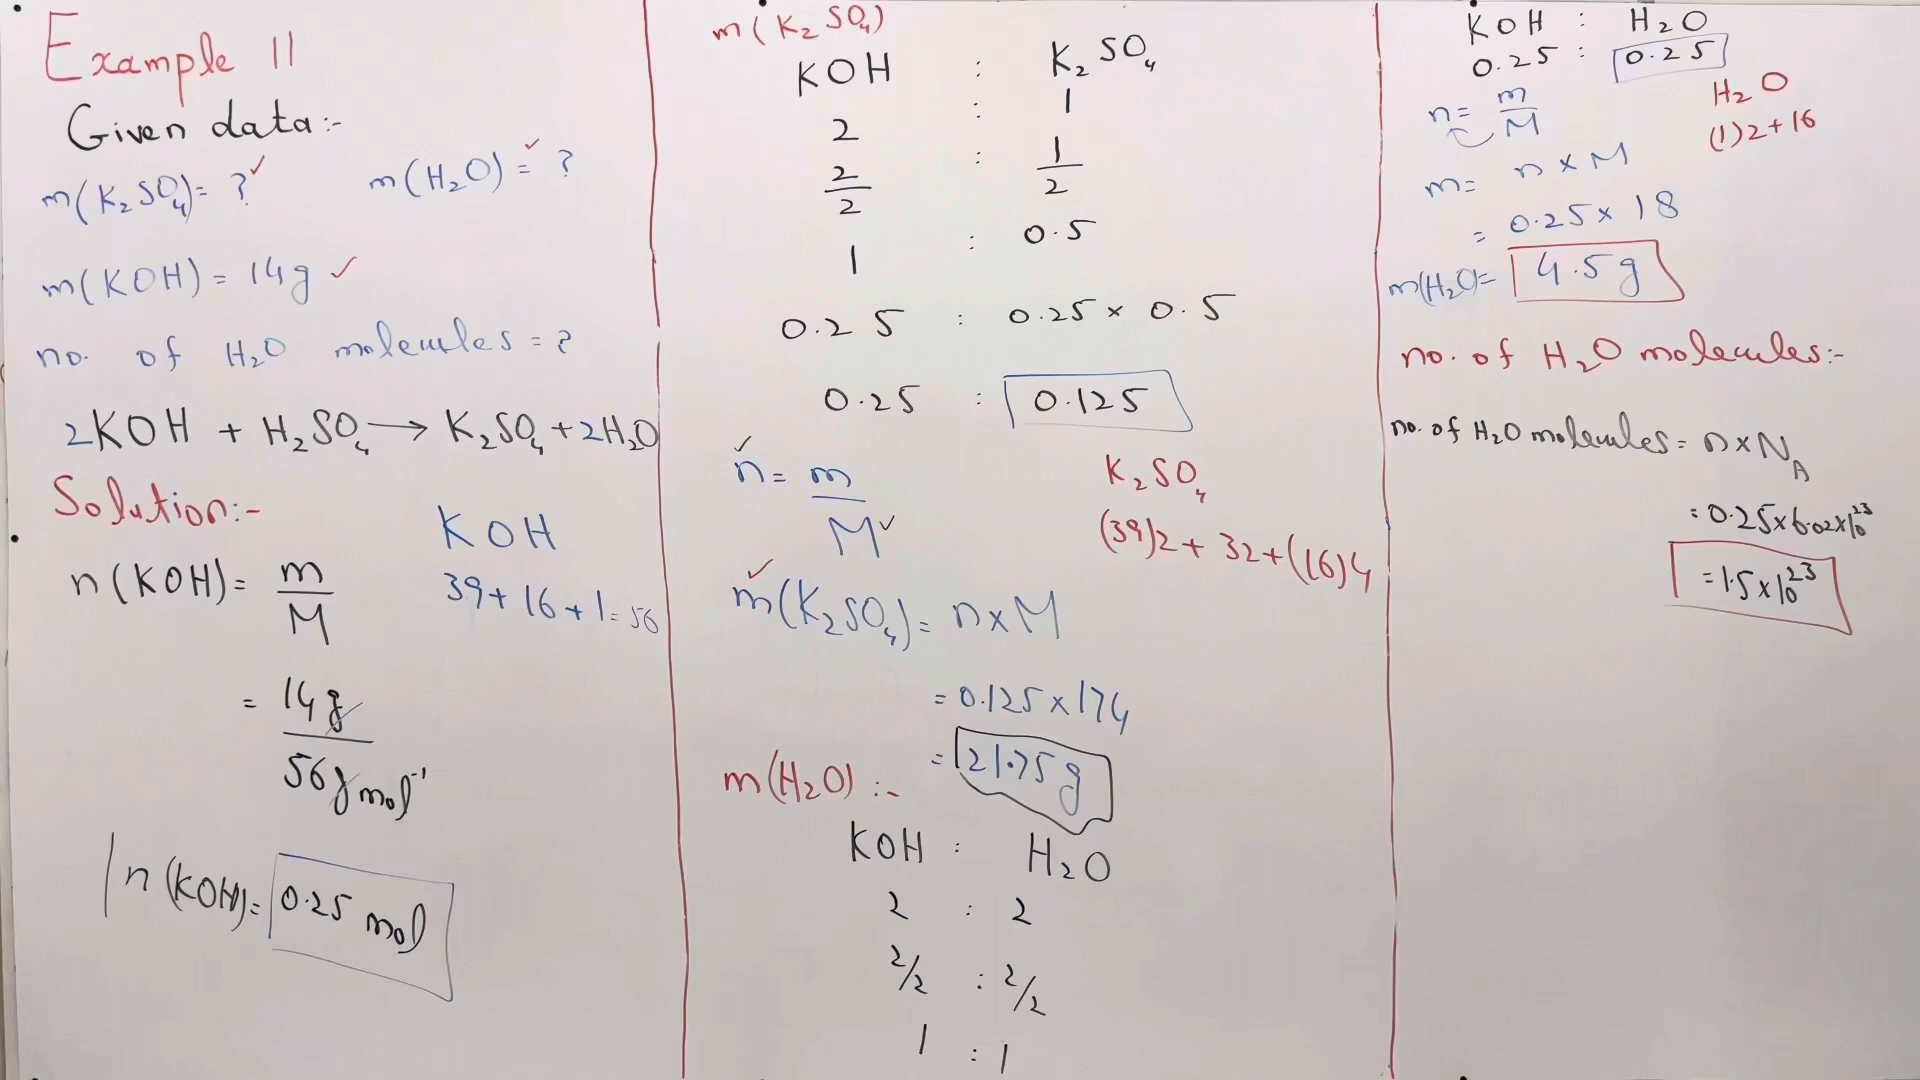 Example 11
Given data:-
m(K₂SO₄)= ?✓ m(H₂O)=✓ ?
m(KOH) = 14g ✓
no. of H₂O molecules = ?
2KOH + H₂SO₄ → K₂SO₄ + 2H₂O
Solution:-
KOH
39+16+1=56
n(KOH)= m/M
= 14g/56g mol⁻¹
n(KOH)= 0.25 mol
m(K₂SO₄)
KOH : K₂SO₄
2 : 1
2/2 : 1/2
1 : 0.5
0.25 : 0.25 × 0.5
0.25 : 0.125
✓n = m/M✓
K₂SO₄
(39)2+32+(16)4
✓m(K₂SO₄)= n×M
= 0.125×174
= 21.75 g
m(H₂O) :-
KOH : H₂O
2 : 2
2/2 : 2/2
1 : 1
KOH : H₂O
0.25 : 0.25
n= m/M
H₂O
(1)2+16
m= n×M
= 0.25×18
m(H₂O)= 4.5 g
no. of H₂O molecules:-
no. of H₂O molecules= n×N_A
= 0.25×6.02×10²³
=1.5×10²³